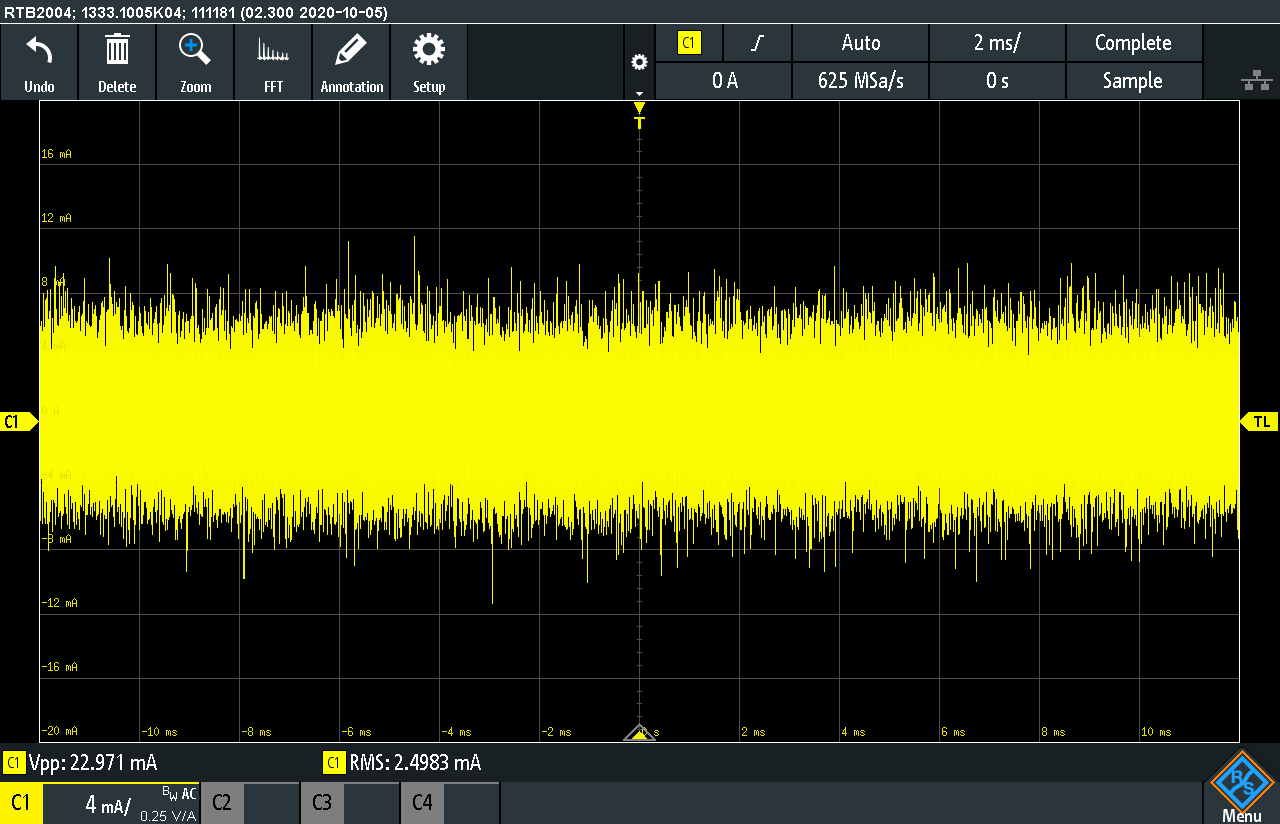 RTB2004; 1333.1005K04; 111181 (02.300 2020-10-05)
C1 Auto 2 ms/ Complete
Undo Delete Zoom FFT Annotation Setup
0 A 625 MSa/s 0 s Sample
T
16 mA
12 mA
8 mA
4 mA
0 A
C1 TL
-4 mA
-8 mA
-12 mA
-16 mA
-20 mA -10 ms -8 ms -6 ms -4 ms -2 ms s 2 ms 4 ms 6 ms 8 ms 10 ms
C1 Vpp: 22.971 mA C1 RMS: 2.4983 mA
C1 4 mA/ BW AC 0.25 V/A C2 C3 C4
R S
Menu